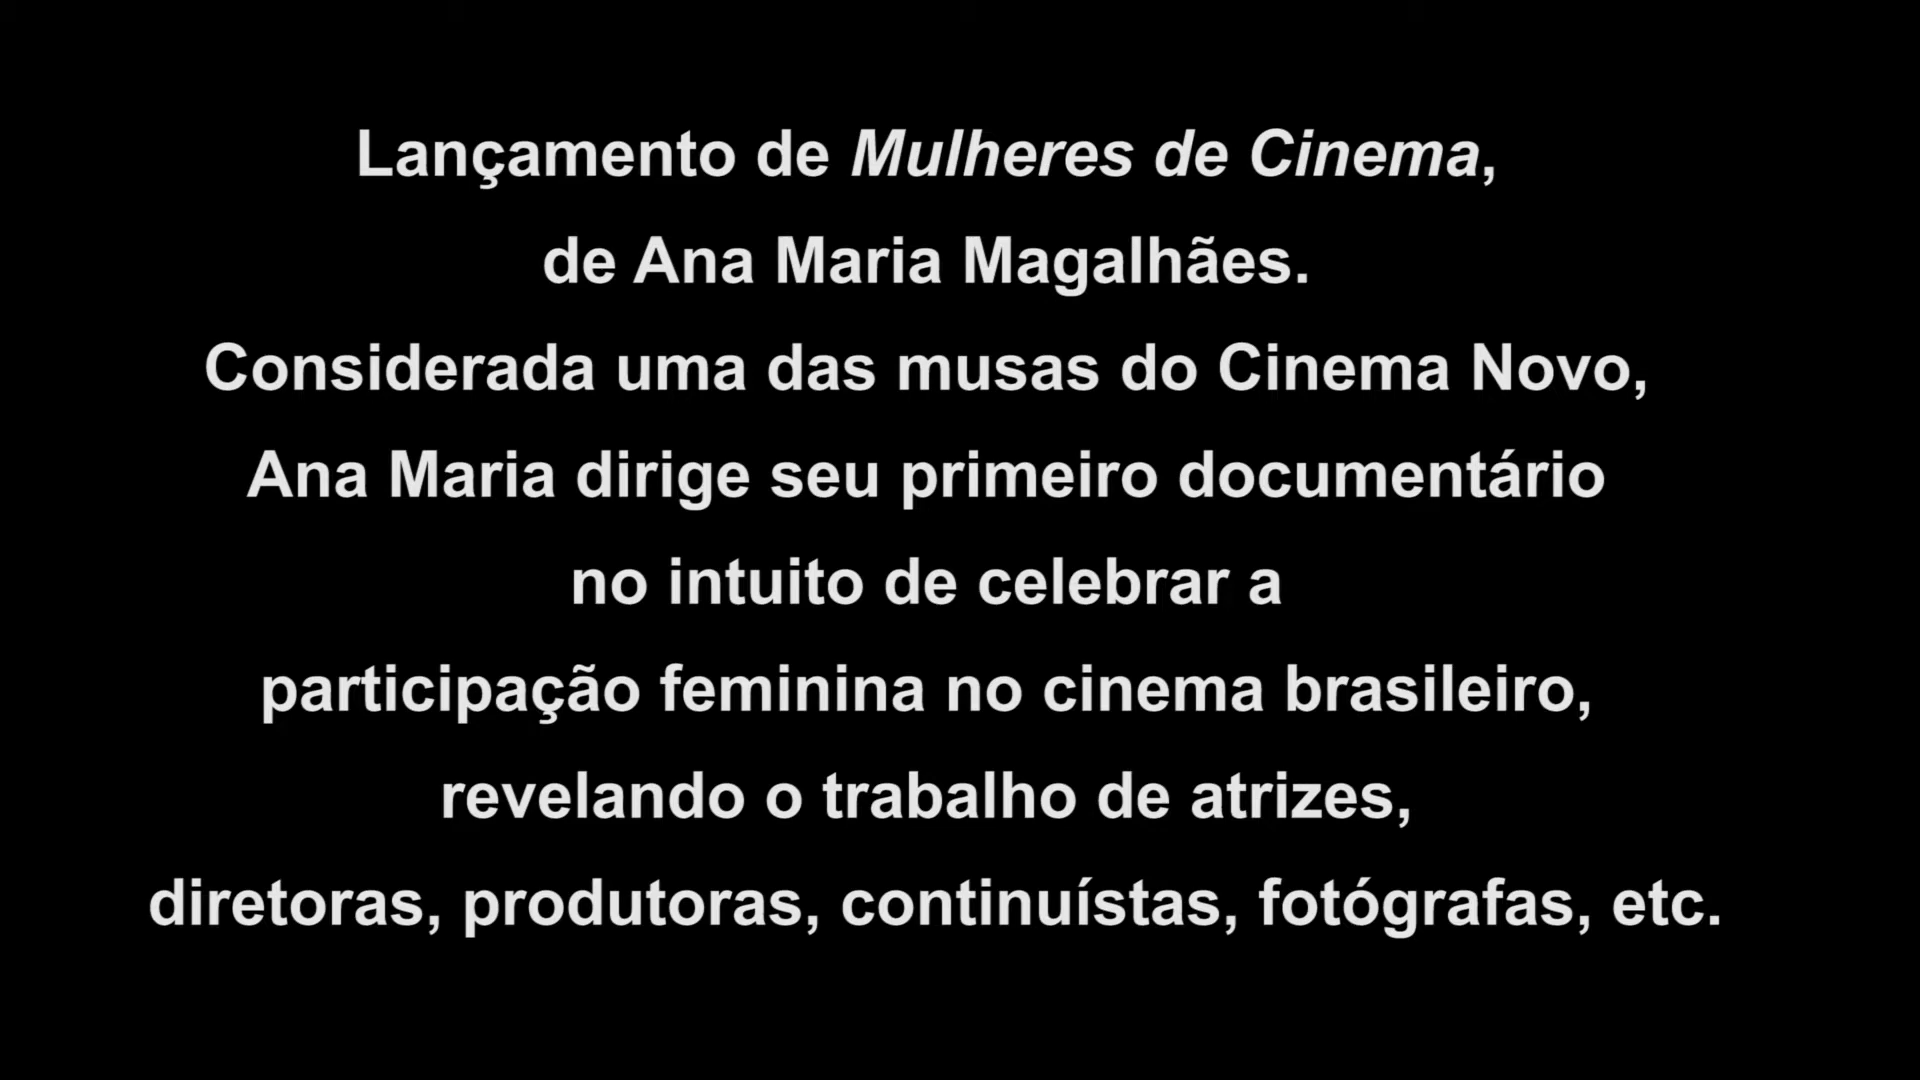 Lançamento de Mulheres de Cinema,
de Ana Maria Magalhães.
Considerada uma das musas do Cinema Novo,
Ana Maria dirige seu primeiro documentário
no intuito de celebrar a
participação feminina no cinema brasileiro,
revelando o trabalho de atrizes,
diretoras, produtoras, continuístas, fotógrafas, etc.